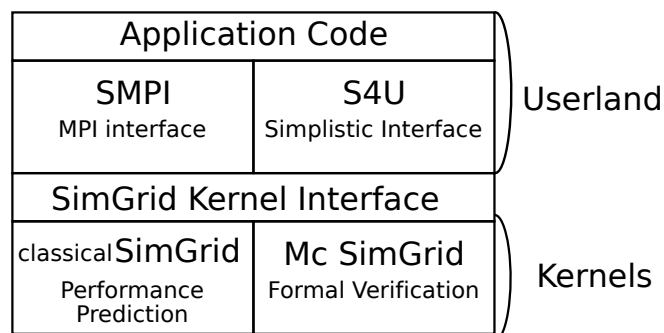 Application Code
SMPI
MPI interface
S4U
Simplistic Interface
Userland
SimGrid Kernel Interface
classical SimGrid
Performance
Prediction
Mc SimGrid
Formal Verification
Kernels